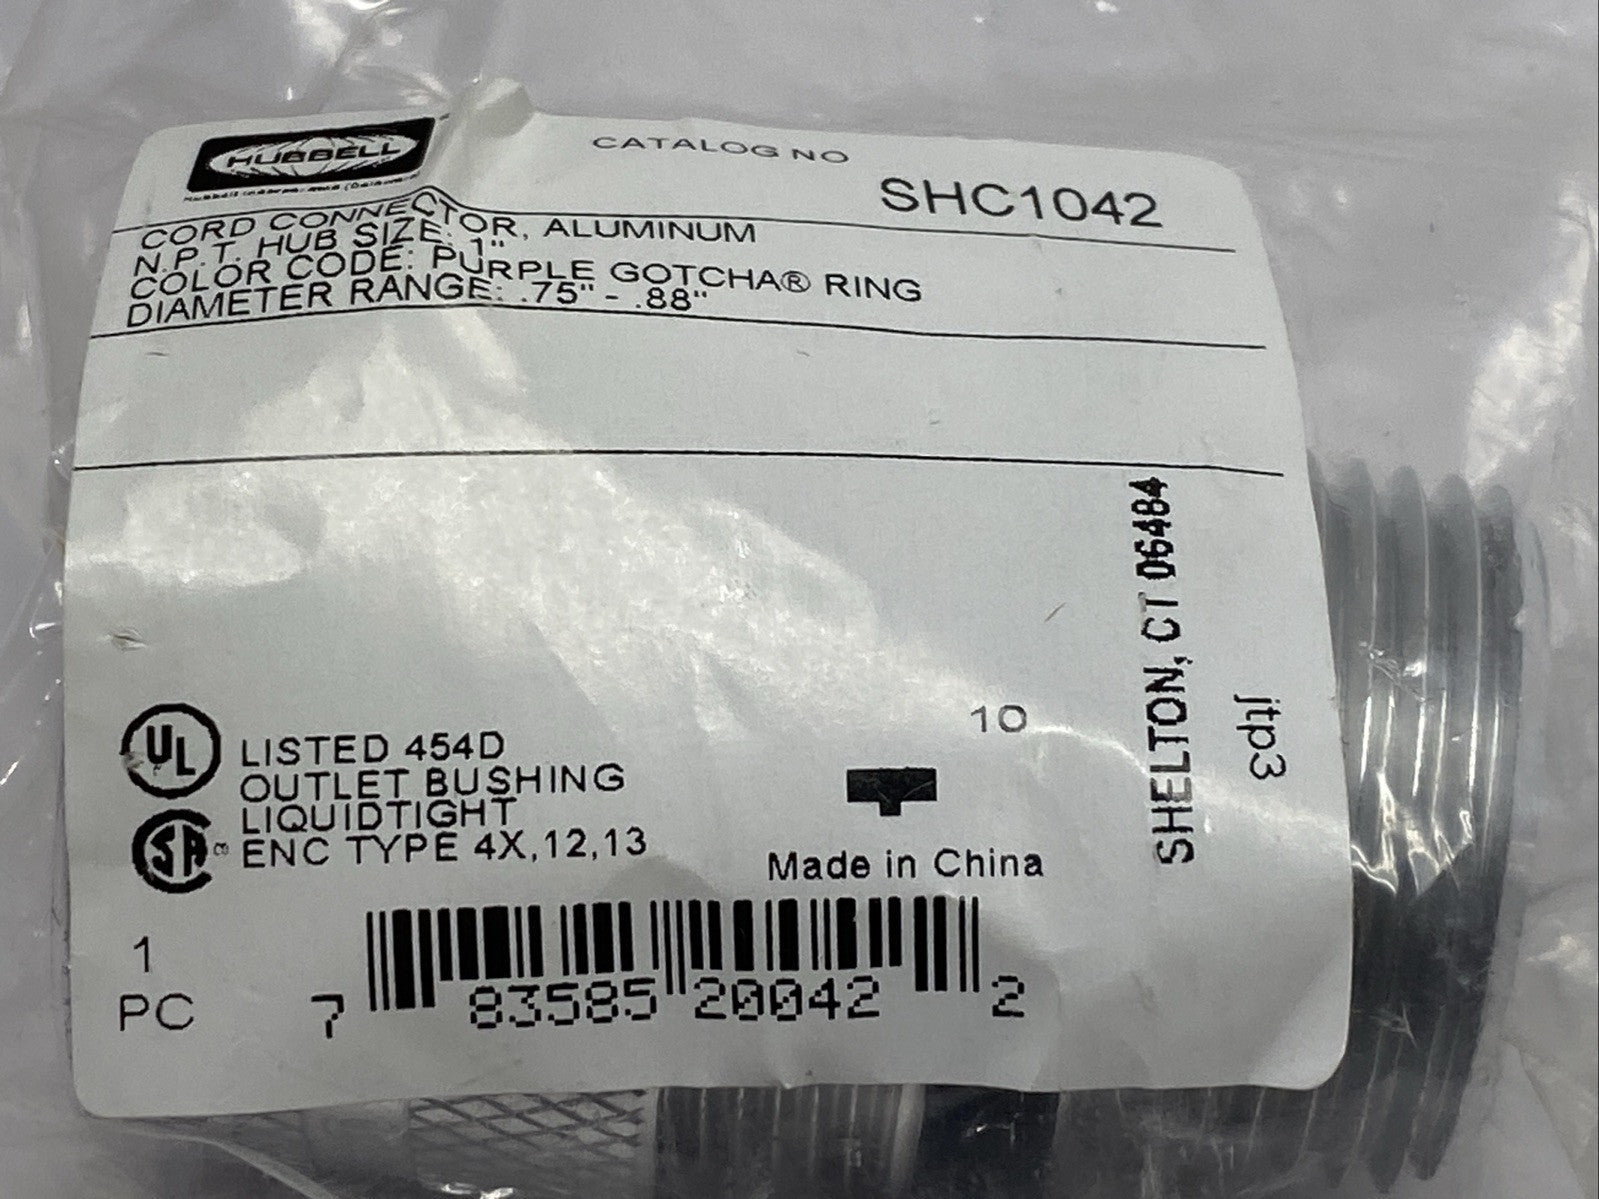 HUBBELL
CATALOG NO
SHC1042
CORD CONNECTOR, ALUMINUM
N.P.T. HUB SIZE: 1"
COLOR CODE: PURPLE GOTCHA® RING
DIAMETER RANGE: .75" - .88"
SHELTON, CT 06484
jtp3
10
UL LISTED 454D
OUTLET BUSHING
LIQUIDTIGHT
SA ENC TYPE 4X,12,13
Made in China
1
PC
7 83585 20042 2